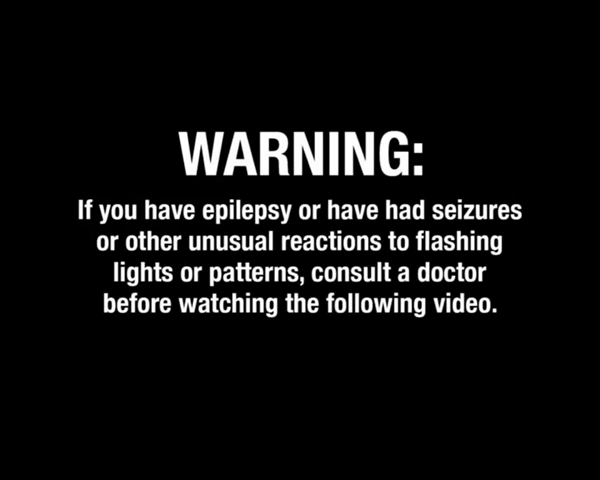 WARNING:
If you have epilepsy or have had seizures
or other unusual reactions to flashing
lights or patterns, consult a doctor
before watching the following video.